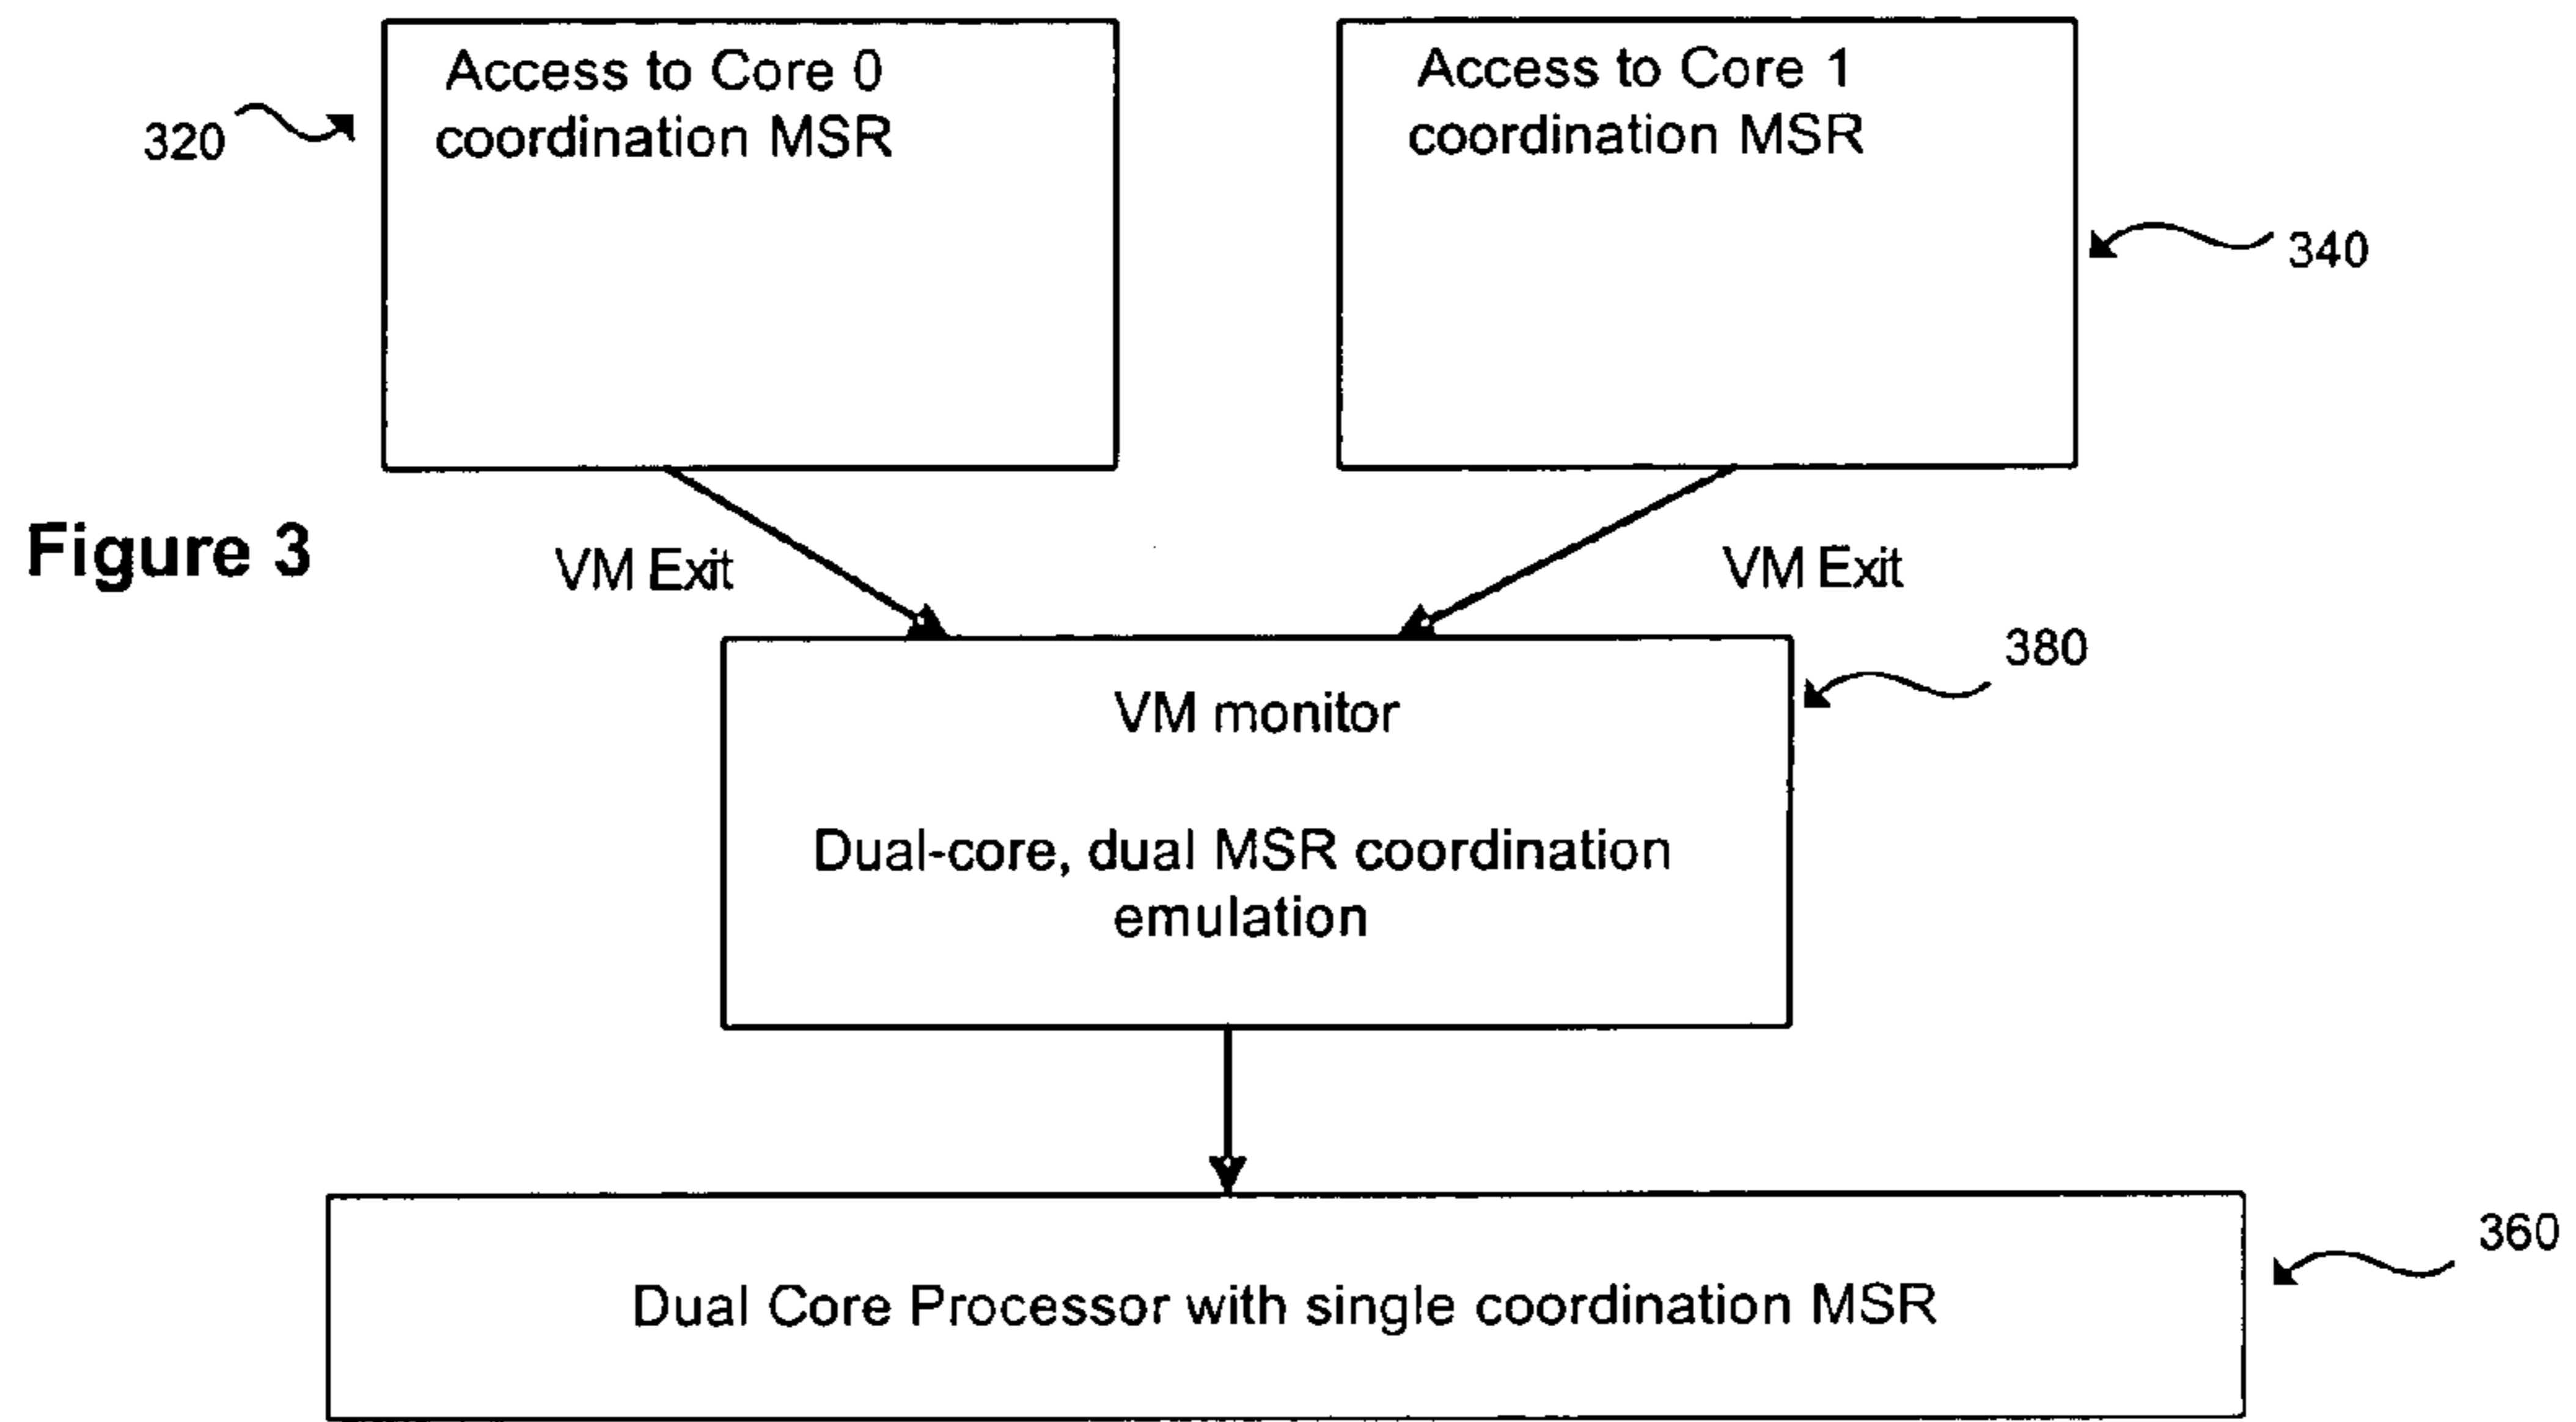 Access to Core 0
coordination MSR
320
Access to Core 1
coordination MSR
340
Figure 3
VM Exit
VM Exit
380
VM monitor
Dual-core, dual MSR coordination
emulation
360
Dual Core Processor with single coordination MSR